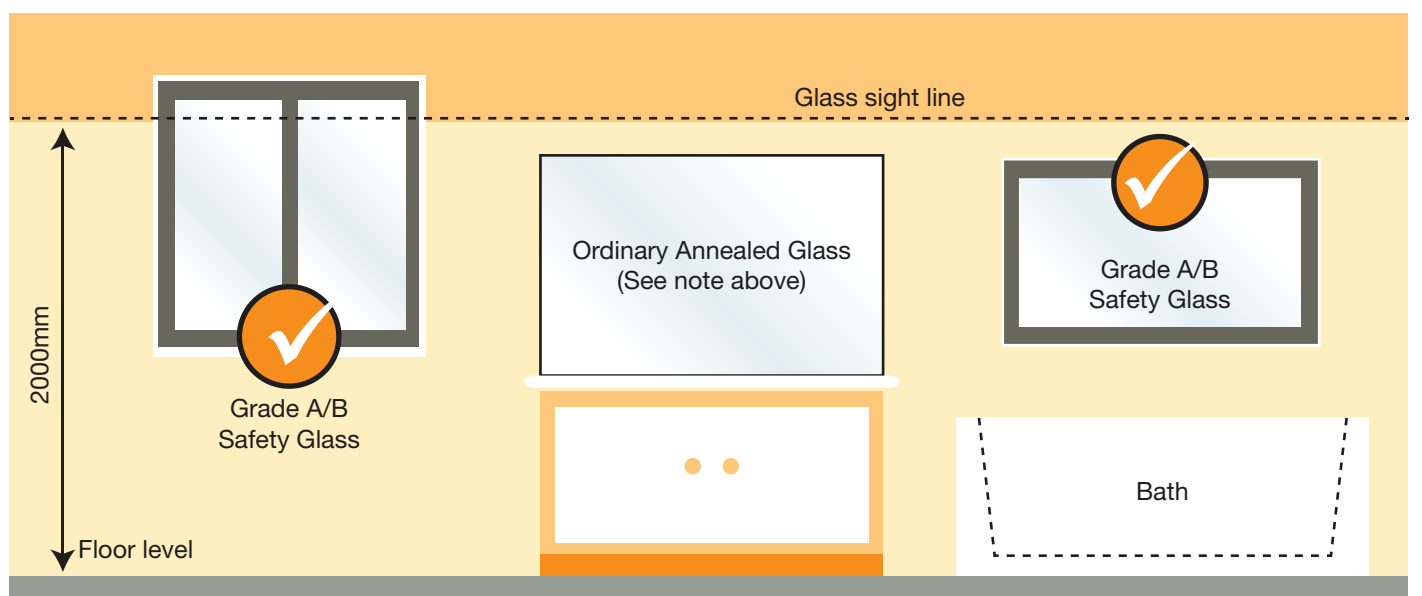 Glass sight line
Ordinary Annealed Glass
(See note above)
Grade A/B
Safety Glass
2000mm
Grade A/B
Safety Glass
Bath
Floor level